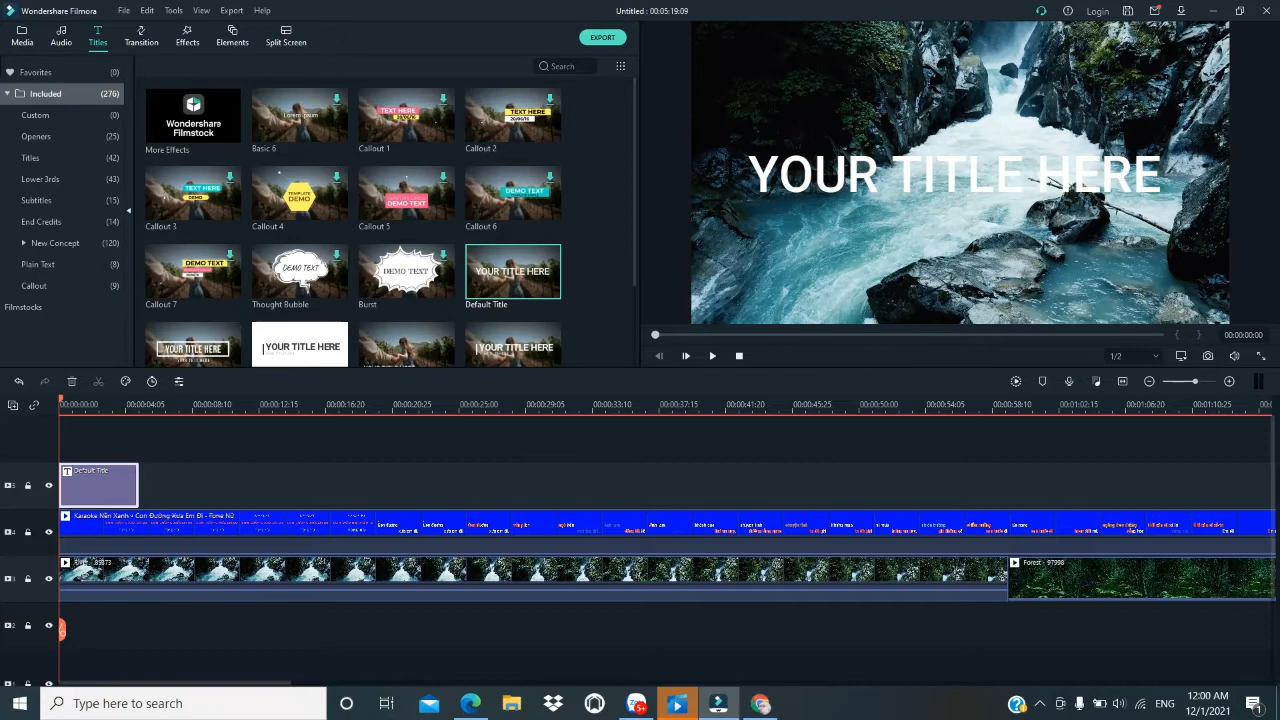 Wondershare Filmora
File Edit Tools View Export Help
Untitled : 00:05:19:09
Login
Media Audio Titles Transition Effects Elements Split Screen
EXPORT
Favorites (0)
Included (276)
Custom (0)
Openers (25)
Titles (42)
Lower 3rds (43)
Subtitles (15)
End Credits (14)
New Concept (120)
Plain Text (8)
Callout (9)
Filmstocks
Search
Wondershare
Filmstock
Lorem ipsum
TEXT HERE
20/06/16
TEXT HERE
20/06/16
More Effects
Basic 6
Callout 1
Callout 2
TEXT HERE
DEMO
TEMPLATE
DEMO
DEMO TEXT
DEMO TEXT
Callout 3
Callout 4
Callout 5
Callout 6
DEMO TEXT
DEMO TEXT
DEMO TEXT
YOUR TITLE HERE
Callout 7
Thought Bubble
Burst
Default Title
YOUR TITLE HERE
YOUR TITLE HERE
YOUR TITLE HERE
YOUR TITLE HERE
00:00:00:00
1/2
00:00:00:00 00:00:04:05 00:00:08:10 00:00:12:15 00:00:16:20 00:00:20:25 00:00:25:00 00:00:29:05 00:00:33:10 00:00:37:15 00:00:41:20 00:00:45:25 00:00:50:00 00:00:54:05 00:00:58:10 00:01:02:15 00:01:06:20 00:01:10:25
Default Title
Karaoke Nền Xanh - Con Đường Xưa Em Đi - Tone Nữ
Forest - 97998
Type here to search
5+
12:00 AM
ENG
12/1/2021
1